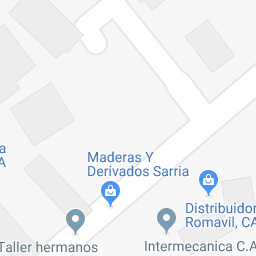 a
A
Maderas Y
Derivados Sarria
Distribuidor
Romavil, CA
Taller hermanos
Intermecanica C.A